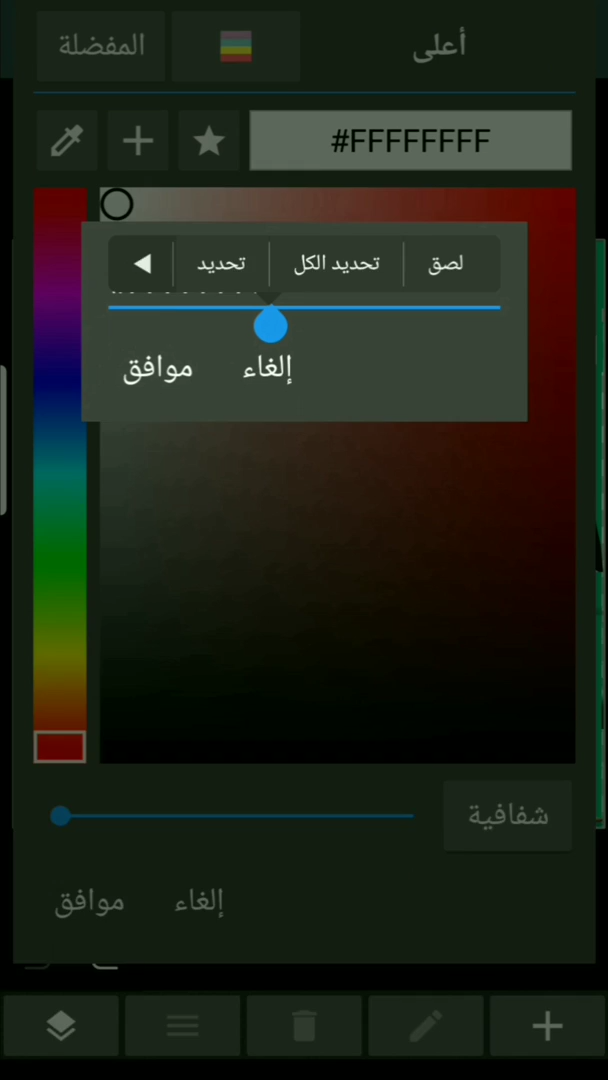 أعلى
المفضلة
#FFFFFFFF
لصق
تحديد الكل
تحديد
إلغاء
موافق
شفافية
إلغاء
موافق